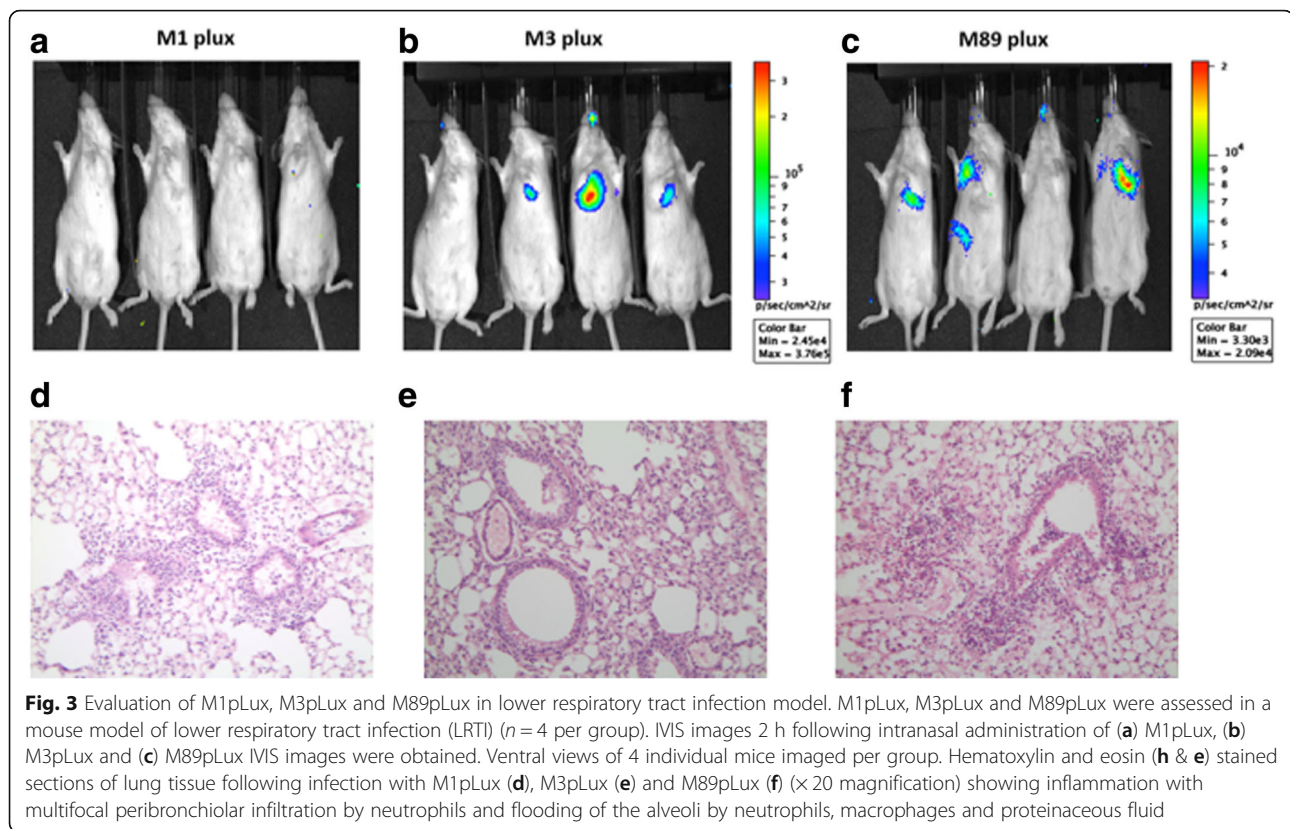 a
M1 plux
b
M3 plux
c
M89 plux
3
2
10^5
9
8
7
6
5
4
3
p/sec/cm^2/sr
Color Bar
Min = 2.45e4
Max = 3.76e5
2
10^4
9
8
7
6
5
4
p/sec/cm^2/sr
Color Bar
Min = 3.30e3
Max = 2.09e4
d
e
f
Fig. 3 Evaluation of M1pLux, M3pLux and M89pLux in lower respiratory tract infection model. M1pLux, M3pLux and M89pLux were assessed in a
mouse model of lower respiratory tract infection (LRTI) (n = 4 per group). IVIS images 2 h following intranasal administration of (a) M1pLux, (b)
M3pLux and (c) M89pLux IVIS images were obtained. Ventral views of 4 individual mice imaged per group. Hematoxylin and eosin (h & e) stained
sections of lung tissue following infection with M1pLux (d), M3pLux (e) and M89pLux (f) (× 20 magnification) showing inflammation with
multifocal peribronchiolar infiltration by neutrophils and flooding of the alveoli by neutrophils, macrophages and proteinaceous fluid